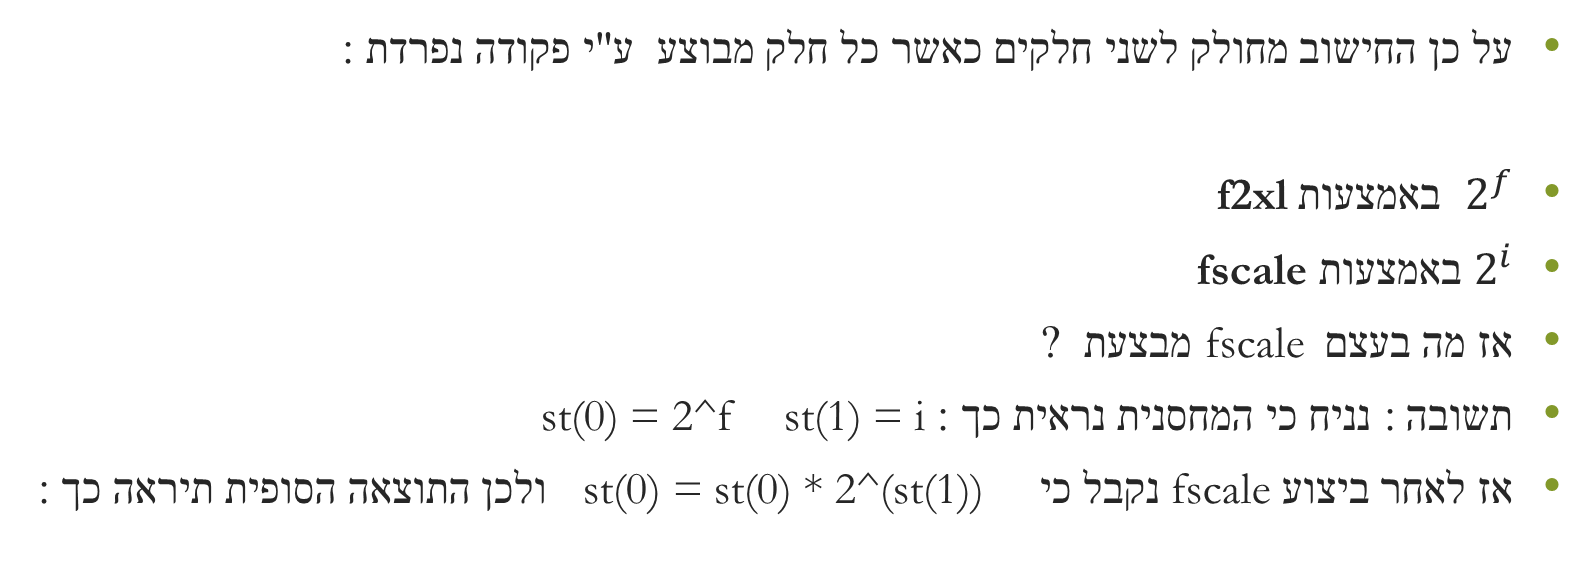 • על כן החישוב מחולק לשני חלקים כאשר כל חלק מבוצע ע"י פקודה נפרדת :
• 2^f באמצעות f2xl
• 2^i באמצעות fscale
• אז מה בעצם fscale מבצעת ?
• תשובה : נניח כי המחסנית נראית כך : st(0) = 2^f st(1) = i
• אז לאחר ביצוע fscale נקבל כי st(0) = st(0) * 2^(st(1)) ולכן התוצאה הסופית תיראה כך :